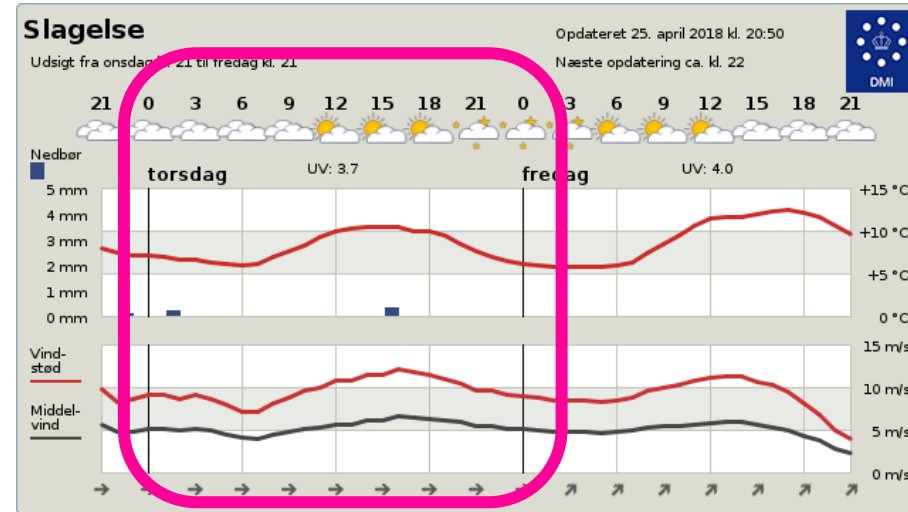 Slagelse
Opdateret 25. april 2018 kl. 20:50
Udsigt fra onsdag 21 til fredag kl. 21
Næste opdatering ca. kl. 22
DMI
21 0 3 6 9 12 15 18 21 0 3 6 9 12 15 18 21
Nedbør
torsdag UV: 3.7 fredag UV: 4.0
5 mm +15 °C
4 mm
3 mm +10 °C
2 mm
+5 °C
1 mm
0 mm 0 °C
Vind-
stød
15 m/s
10 m/s
Middel-
vind
5 m/s
0 m/s